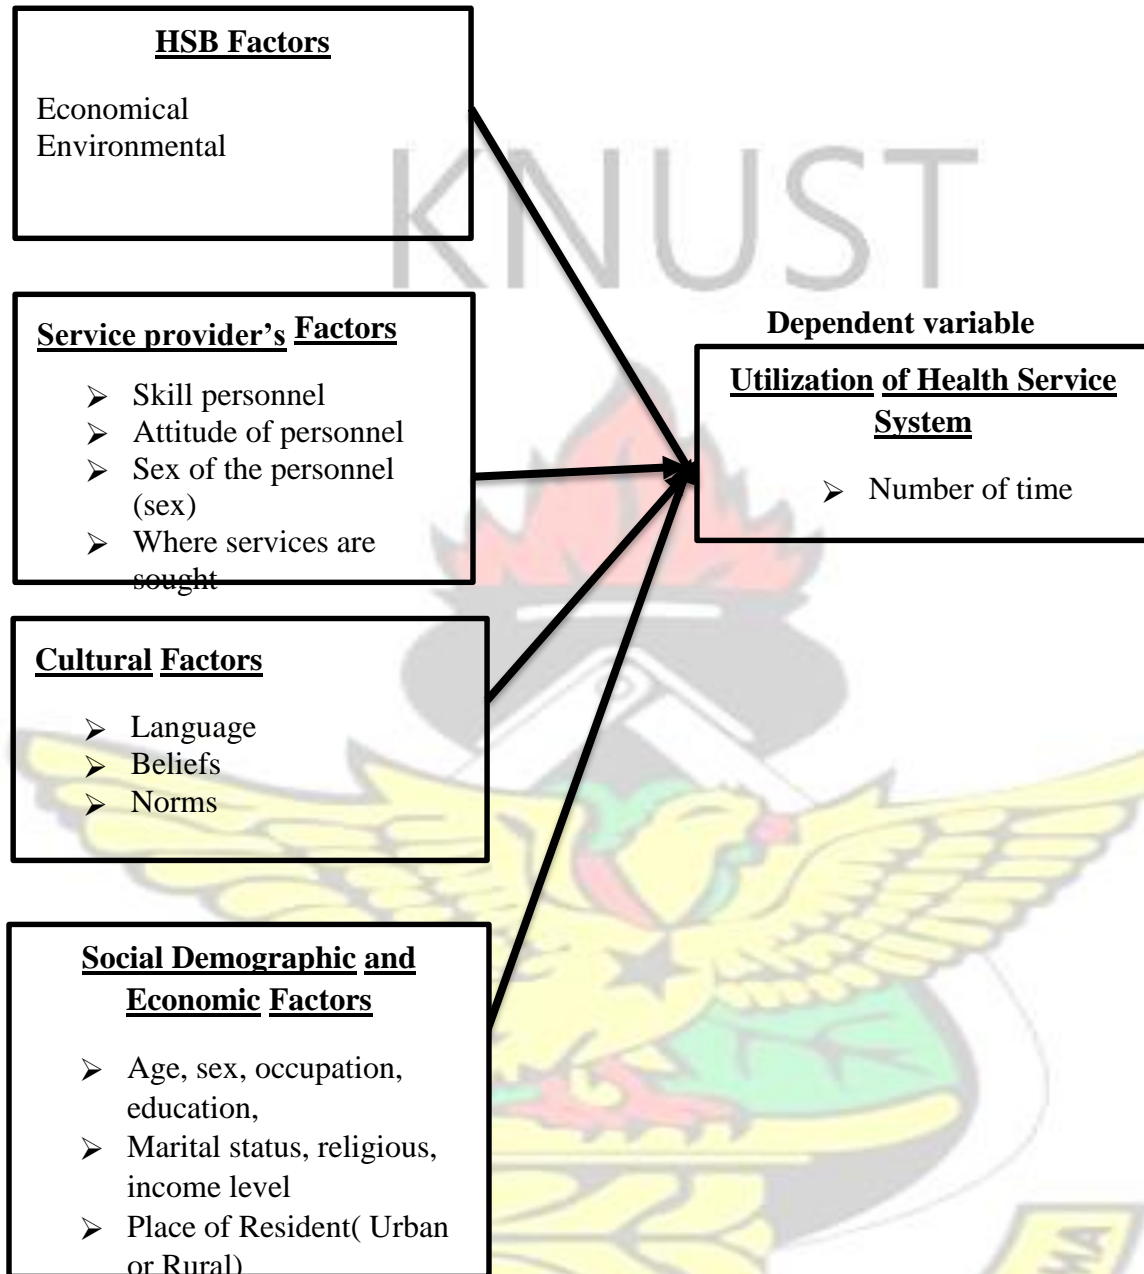 HSB Factors
Economical
Environmental
KNUST
Service provider’s Factors
➢ Skill personnel
➢ Attitude of personnel
➢ Sex of the personnel
(sex)
➢ Where services are
sought
Dependent variable
Utilization of Health Service
System
➢ Number of time
Cultural Factors
➢ Language
➢ Beliefs
➢ Norms
Social Demographic and
Economic Factors
➢ Age, sex, occupation,
education,
➢ Marital status, religious,
income level
➢ Place of Resident( Urban
or Rural)
MA